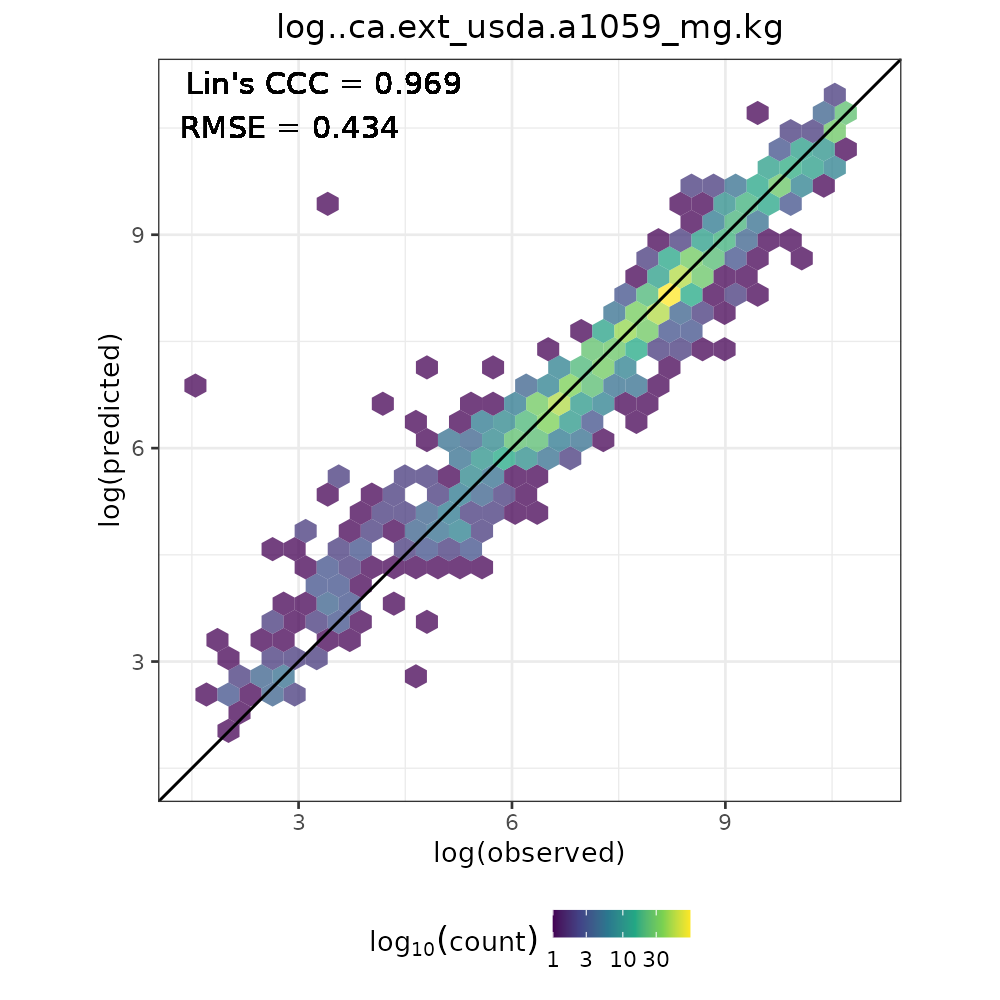 log..ca.ext_usda.a1059_mg.kg
Lin's CCC = 0.969
RMSE = 0.434
9
6
3
log(predicted)
3 6 9
log(observed)
log₁₀(count)
1 3 10 30